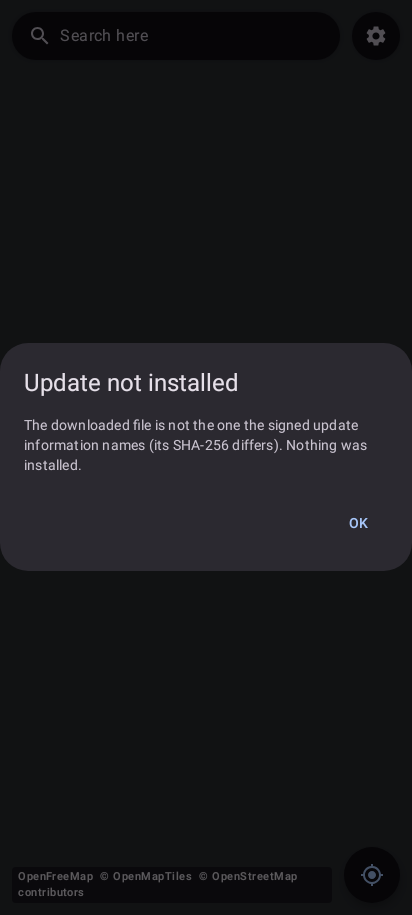 Search here
Update not installed
The downloaded file is not the one the signed update
information names (its SHA-256 differs). Nothing was
installed.
OK
OpenFreeMap © OpenMapTiles © OpenStreetMap
contributors